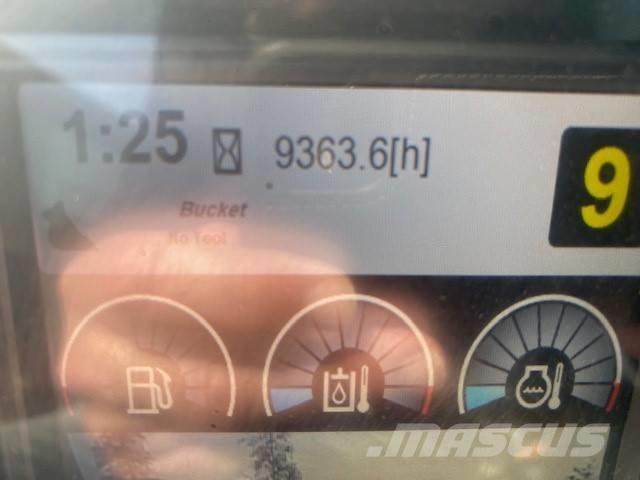 1:25 9363.6[h]
9
Bucket
No Tool
MASCUS